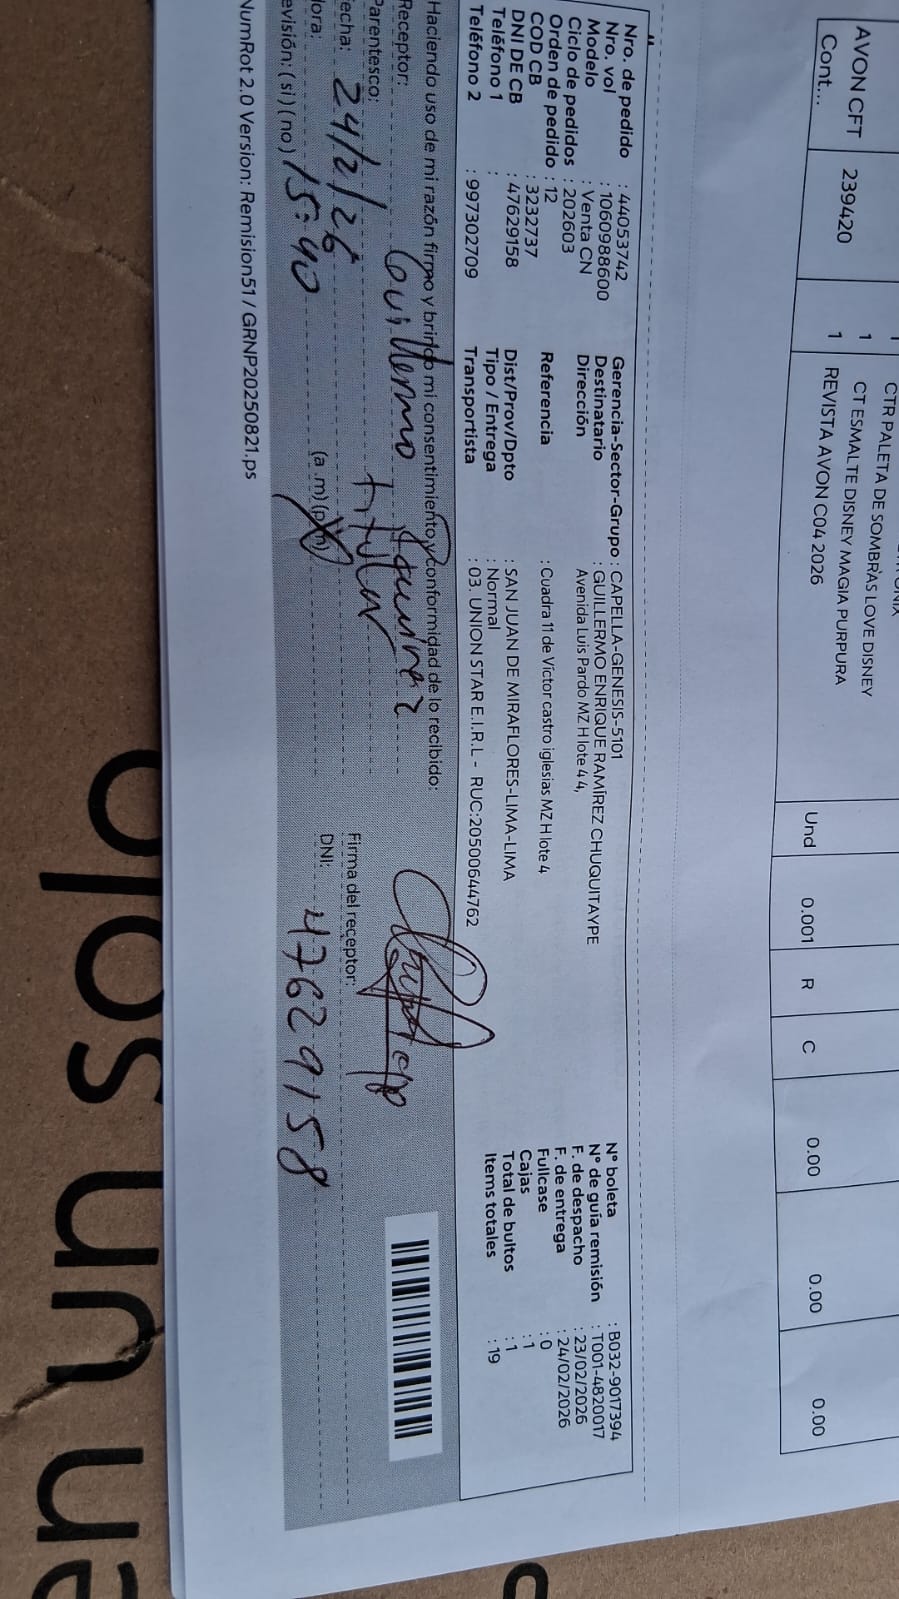 CTR PALETA DE SOMBRAS LOVE DISNEY
1 CT ESMALTE DISNEY MAGIA PURPURA
AVON CFT 239420 1 REVISTA AVON C04 2026 Und 0.001 R C 0.00 0.00 0.00
Cont...
Nro. de pedido : 44053742 Gerencia-Sector-Grupo : CAPELLA-GENESIS-5101 N° boleta : B032-9017394
Nro. vol : 1060988600 Destinatario : GUILLERMO ENRIQUE RAMÍREZ CHUQUITAYPE N° de guía remisión : T001-4820017
Modelo : Venta CN Dirección Avenida Luis Pardo MZ H lote 4 4, F. de despacho : 23/02/2026
Ciclo de pedidos : 202603 F. de entrega : 24/02/2026
Orden de pedido : 12 Referencia : Cuadra 11 de Víctor castro iglesias MZ H lote 4 Fullcase : 0
COD CB : 3232737 Cajas : 1
DNI DE CB : 47629158 Dist/Prov/Dpto : SAN JUAN DE MIRAFLORES-LIMA-LIMA Total de bultos : 1
Teléfono 1 : Tipo / Entrega : Normal Items totales : 19
Teléfono 2 : 997302709 Transportista : 03. UNION STAR E.I.R.L - RUC:20500644762
Haciendo uso de mi razón firmo y brindo mi consentimiento y conformidad de lo recibido:
Receptor: Guillermo Ramirez
Parentesco: titular
echa: 24/2/26 Firma del receptor:
ora: 15:40 (a .m) (p.m) DNI: 47629158
evisión: (si) (no)
NumRot 2.0 Version: Remision51 / GRNP20250821.ps
en un solo